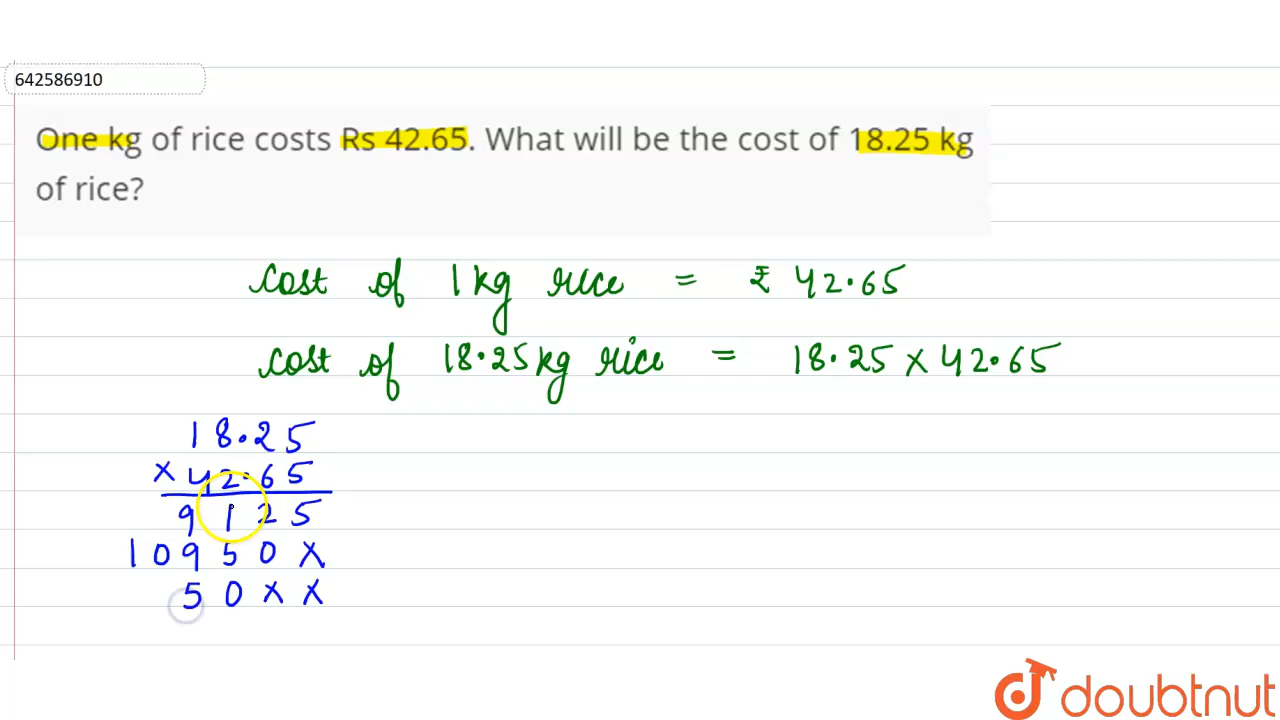 642586910
One kg of rice costs Rs 42.65. What will be the cost of 18.25 kg
of rice?
cost of 1 kg rice = ₹ 42.65
cost of 18.25 kg rice = 18.25 × 42.65
18.25
× 42.65
9125
10950×
50××
doubtnut